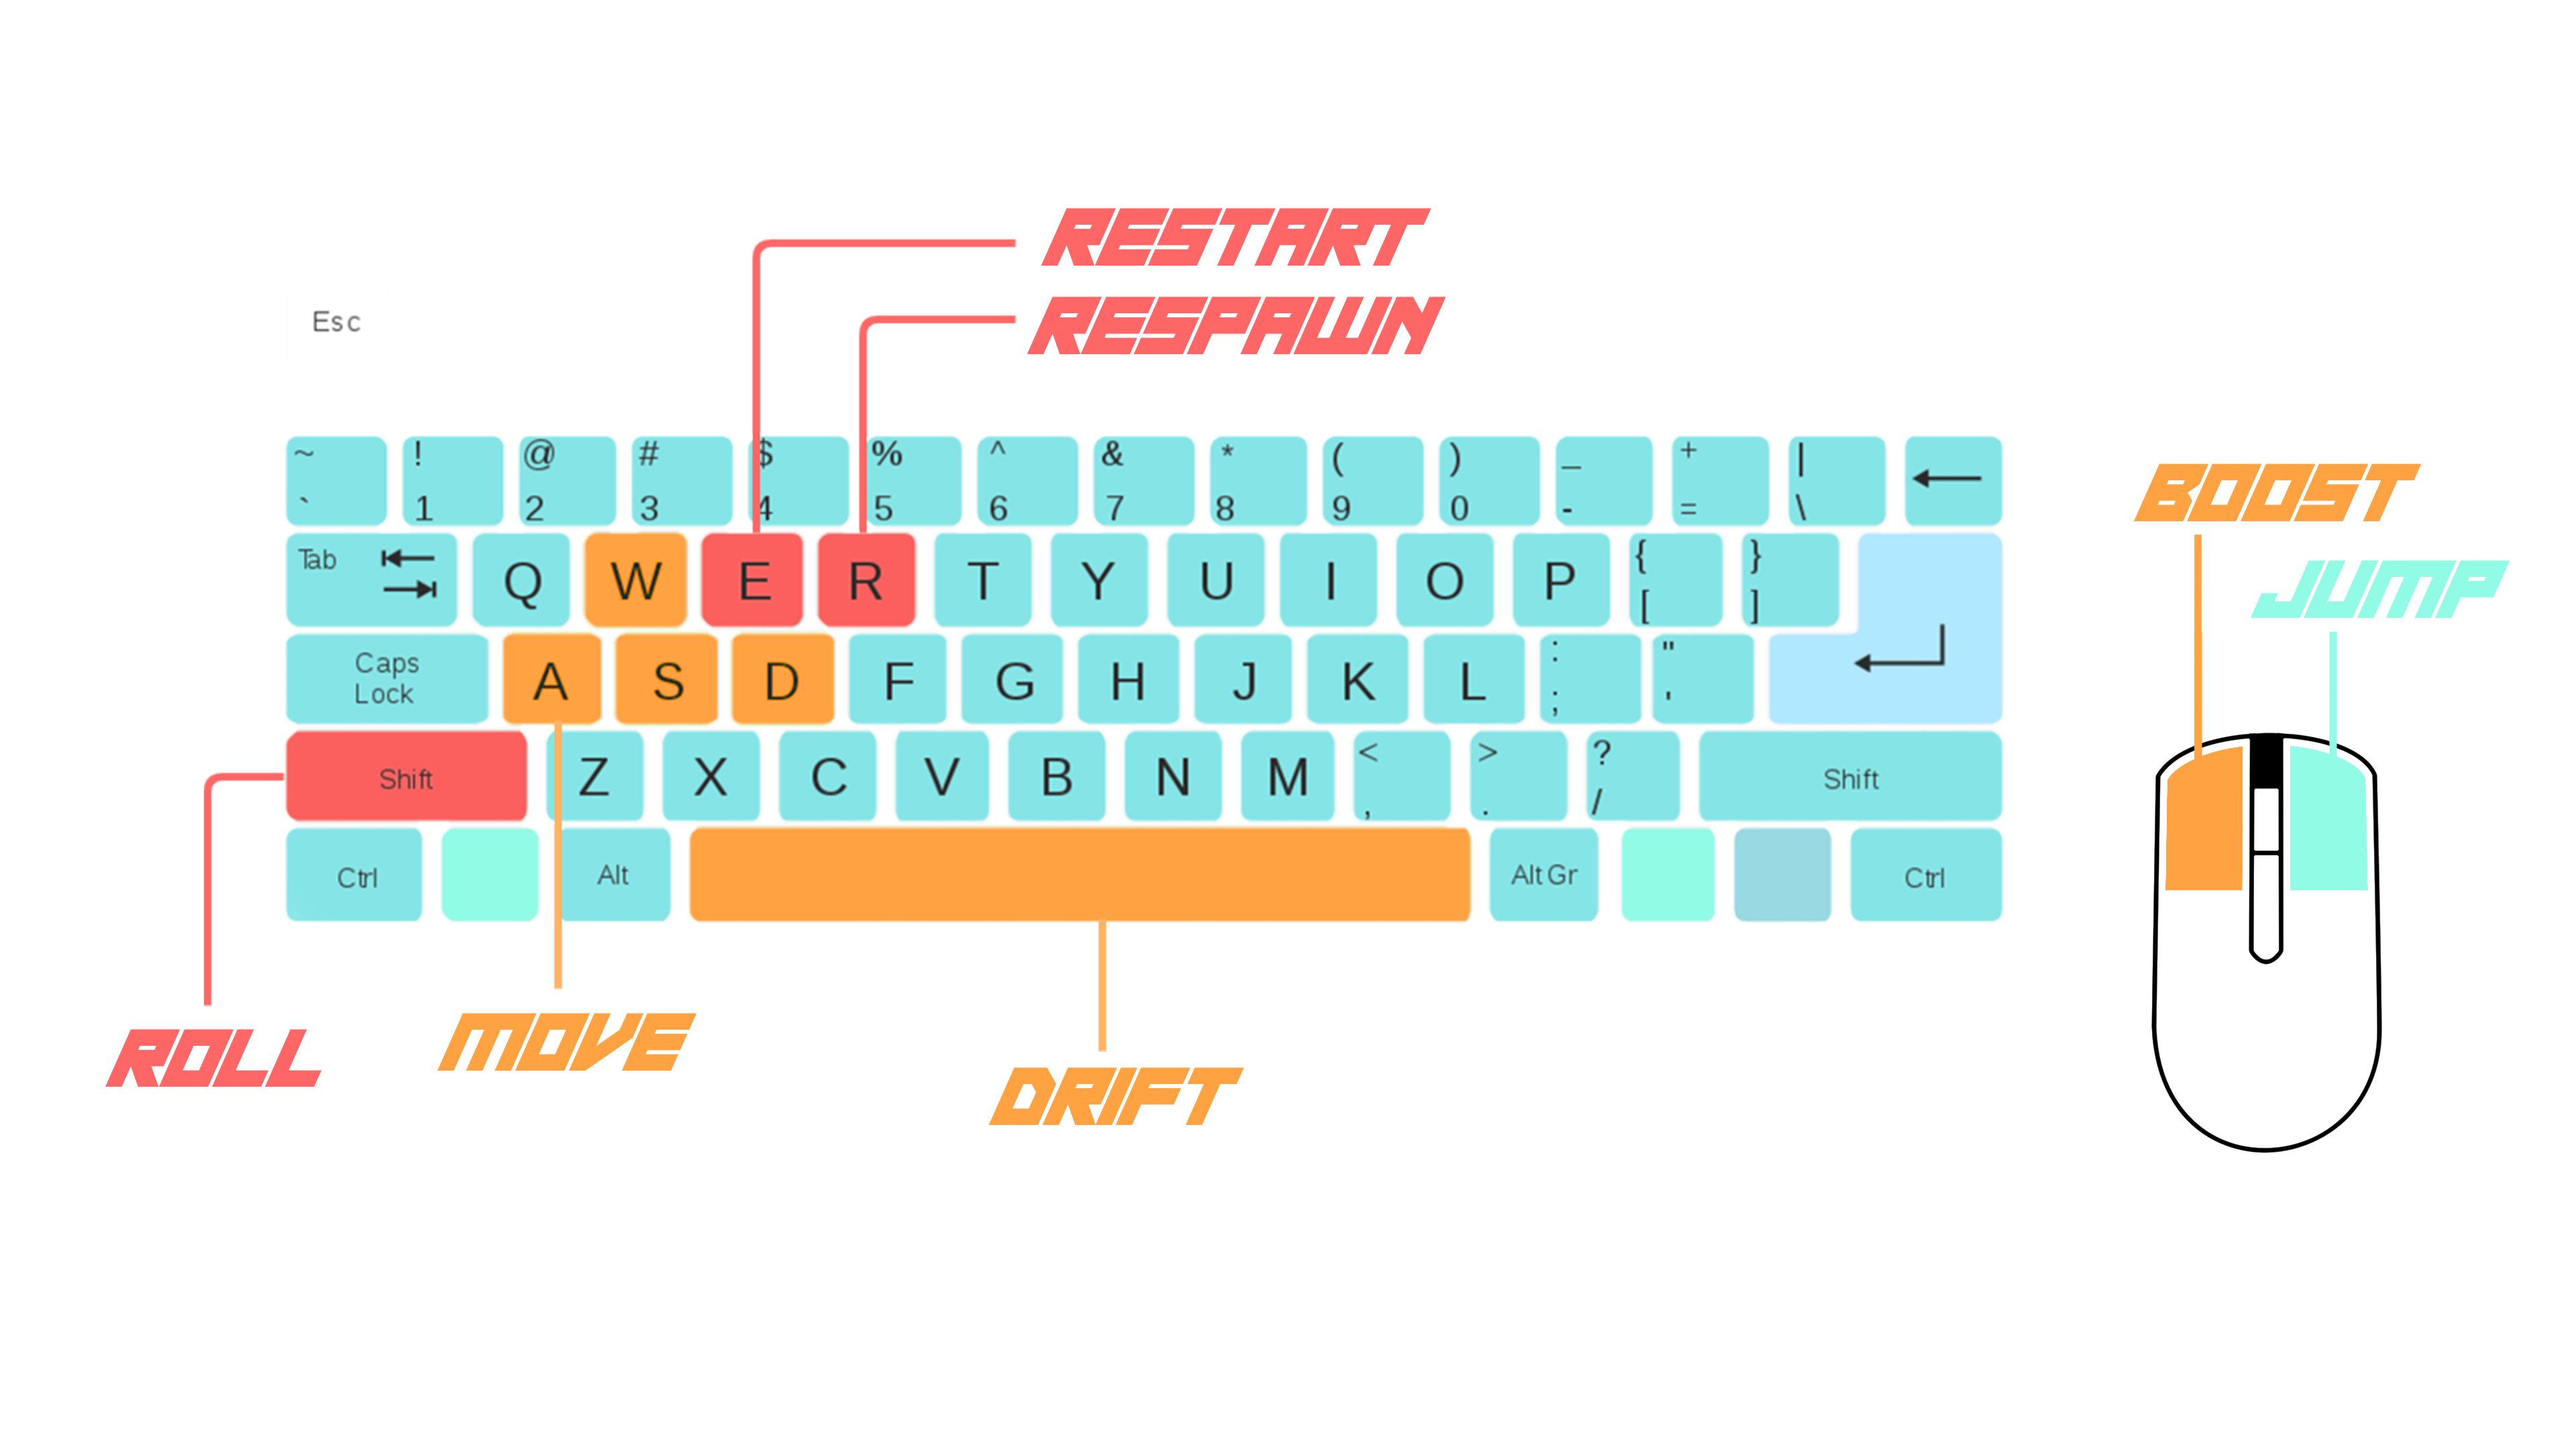 RESTART
RESPAWN
Esc
~ ! @ # $ % ^ & * ( ) _ + |
` 1 2 3 4 5 6 7 8 9 0 - = \
BOOST
JUMP
Tab Q W E R T Y U I O P { [ } ]
Caps Lock A S D F G H J K L : ; " '
Shift Z X C V B N M < , > . ? / Shift
Ctrl Alt Alt Gr Ctrl
ROLL
MOVE
DRIFT